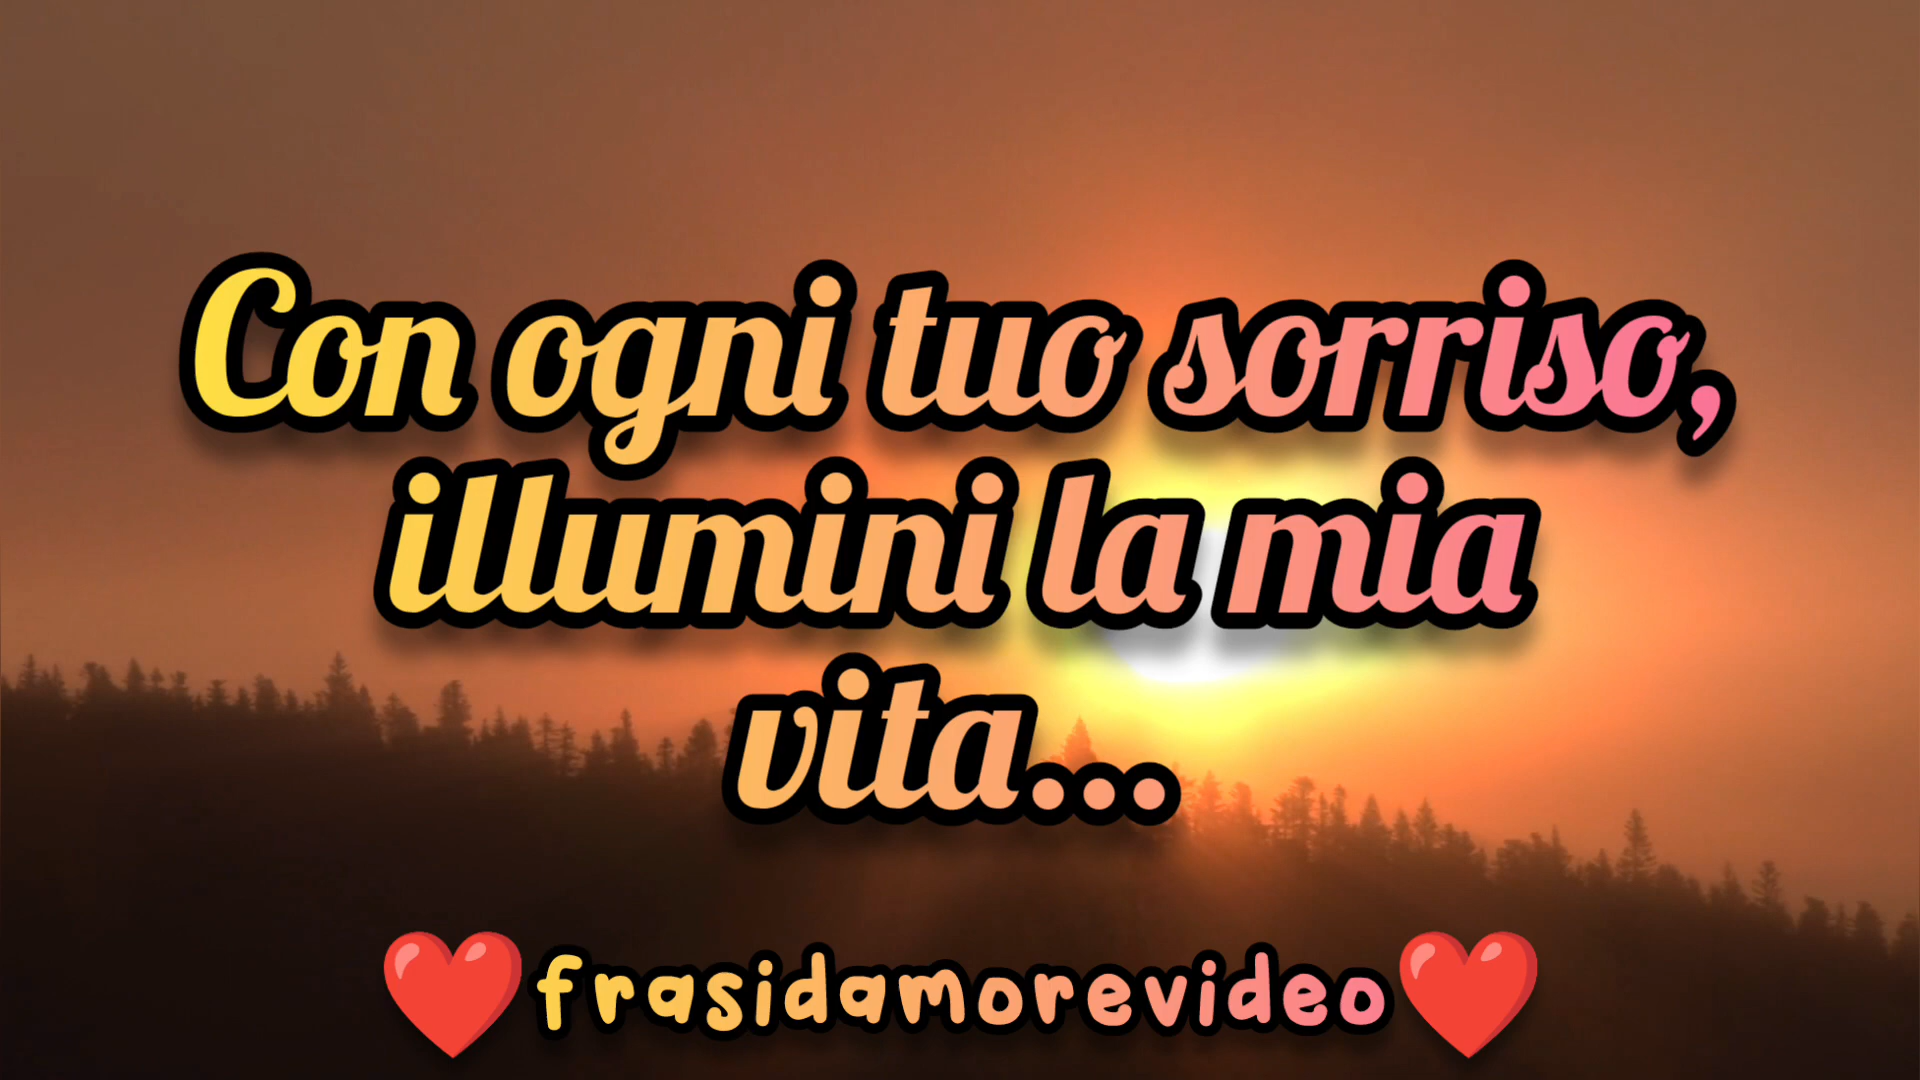 Con ogni tuo sorriso,
illumini la mia
vita...
❤️frasidamorevideo❤️